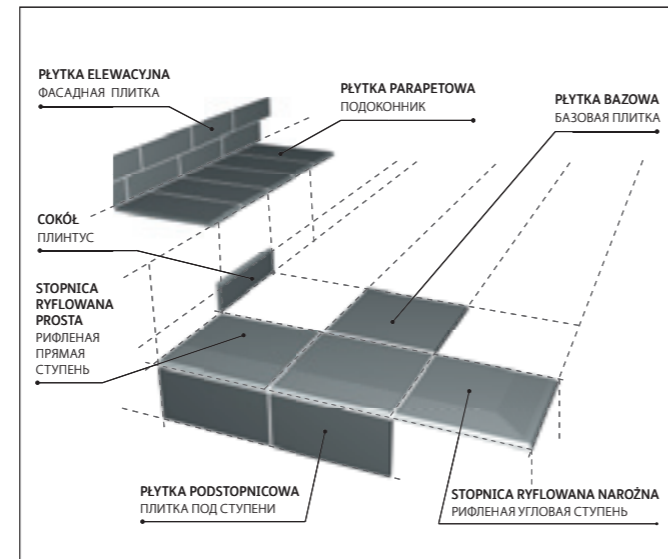 PŁYTKA ELEWACYJNA
ФАСАДНАЯ ПЛИТКА
PŁYTKA PARAPETOWA
ПОДОКОННИК
PŁYTKA BAZOWA
БАЗОВАЯ ПЛИТКА
COKÓŁ
ПЛИНТУС
STOPNICA
RYFLOWANA
PROSTA
РИФЛЕНАЯ
ПРЯМАЯ
СТУПЕНЬ
PŁYTKA PODSTOPNICOWA
ПЛИТКА ПОД СТУПЕНИ
STOPNICA RYFLOWANA NAROŻNA
РИФЛЕНАЯ УГЛОВАЯ СТУПЕНЬ